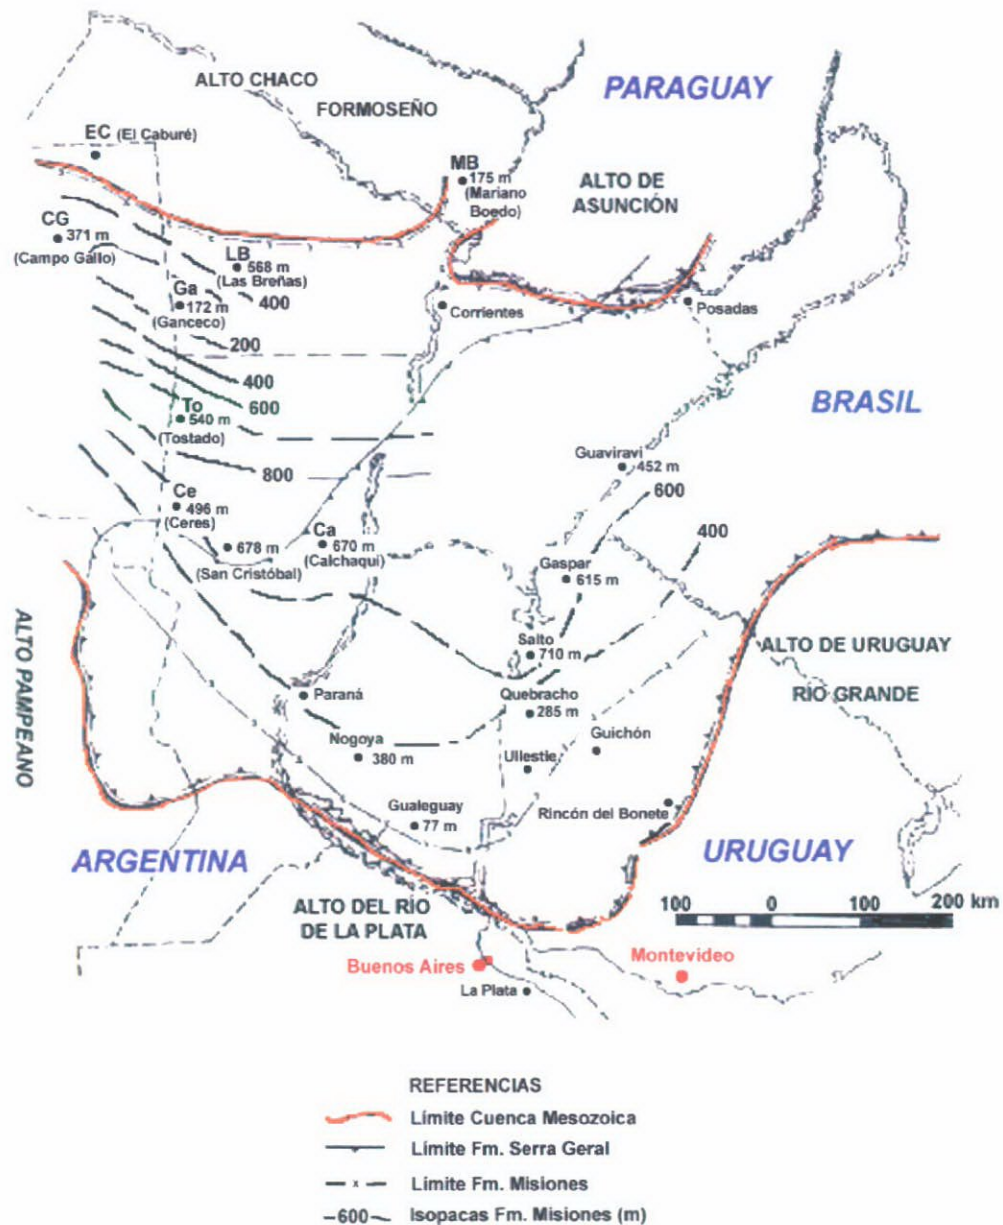 PARAGUAY
ALTO CHACO
FORMOSEÑO
EC (El Caburé)
MB
175 m
(Mariano
Boedo)
ALTO DE
ASUNCIÓN
CG
371 m
(Campo Gallo)
LB
568 m
(Las Breñas)
Ga
172 m
(Ganceco)
400
Corrientes
Posadas
200
400
600
BRASIL
To
540 m
(Tostado)
Guaviravi
452 m
800
600
Ce
496 m
(Ceres)
400
Ca
678 m
670 m
(San Cristóbal)
(Calchaqui)
Gaspar
615 m
ALTO PAMPEANO
Salto
710 m
ALTO DE URUGUAY
RÍO GRANDE
Paraná
Quebracho
285 m
Nogoya
380 m
Guichón
Ullestie
Gualeguay
77 m
Rincón del Bonete
ARGENTINA
URUGUAY
ALTO DEL RÍO
DE LA PLATA
100 0 100 200 km
Buenos Aires
Montevideo
La Plata
REFERENCIAS
Límite Cuenca Mesozoica
Límite Fm. Serra Geral
x Límite Fm. Misiones
600 Isopacas Fm. Misiones (m)